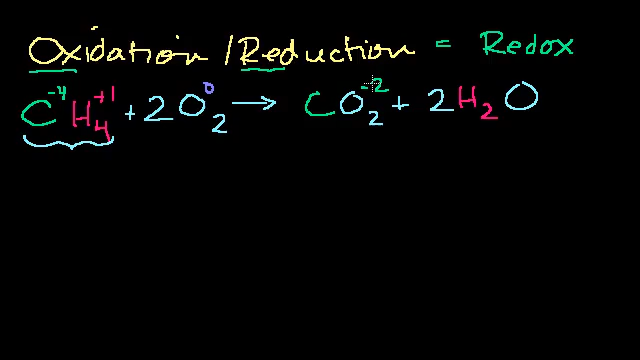 Oxidation / Reduction = Redox
C⁻⁴H₄⁺¹ + 2O₂⁰ → CO₂⁻² + 2H₂O